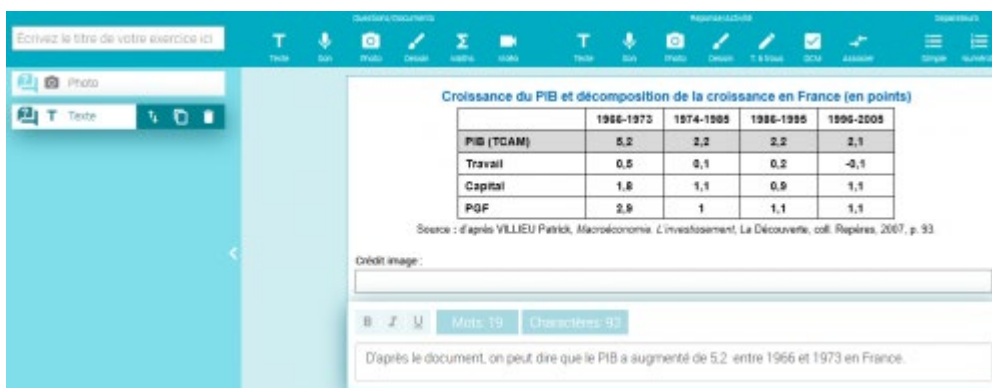 Questions/Documents
Réponse/Activité
Séparateurs
Ecrivez le titre de votre exercice ici
Texte Son Photo Dessin Maths Vidéo Texte Son Photo Dessin T. à trous QCM Associer Simple Numéroté
Photo
T Texte
Croissance du PIB et décomposition de la croissance en France (en points)
1966-1973 1974-1985 1986-1995 1996-2005
PIB (TCAM) 5,2 2,2 2,2 2,1
Travail 0,5 0,1 0,2 -0,1
Capital 1,8 1,1 0,9 1,1
PGF 2,9 1 1,1 1,1
Source : d'après VILLIEU Patrick, Macroéconomie. L'investissement, La Découverte, coll. Repères, 2007, p. 93.
Crédit image :
B I U Mots: 19 Charactères: 93
D'après le document, on peut dire que le PIB a augmenté de 5,2 entre 1966 et 1973 en France.